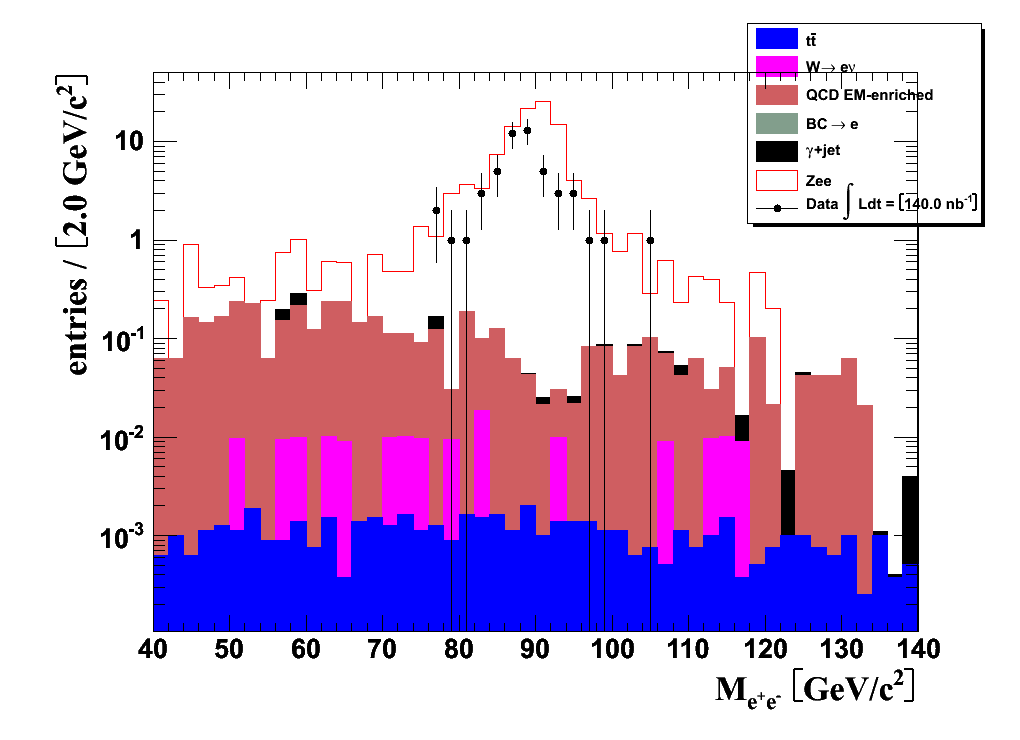 tt̄
W→ eν
QCD EM-enriched
BC → e
γ+jet
Zee
Data ∫ Ldt = [140.0 nb⁻¹]
entries / [2.0 GeV/c²]
10
1
10⁻¹
10⁻²
10⁻³
40 50 60 70 80 90 100 110 120 130 140
M_e⁺e⁻ [GeV/c²]